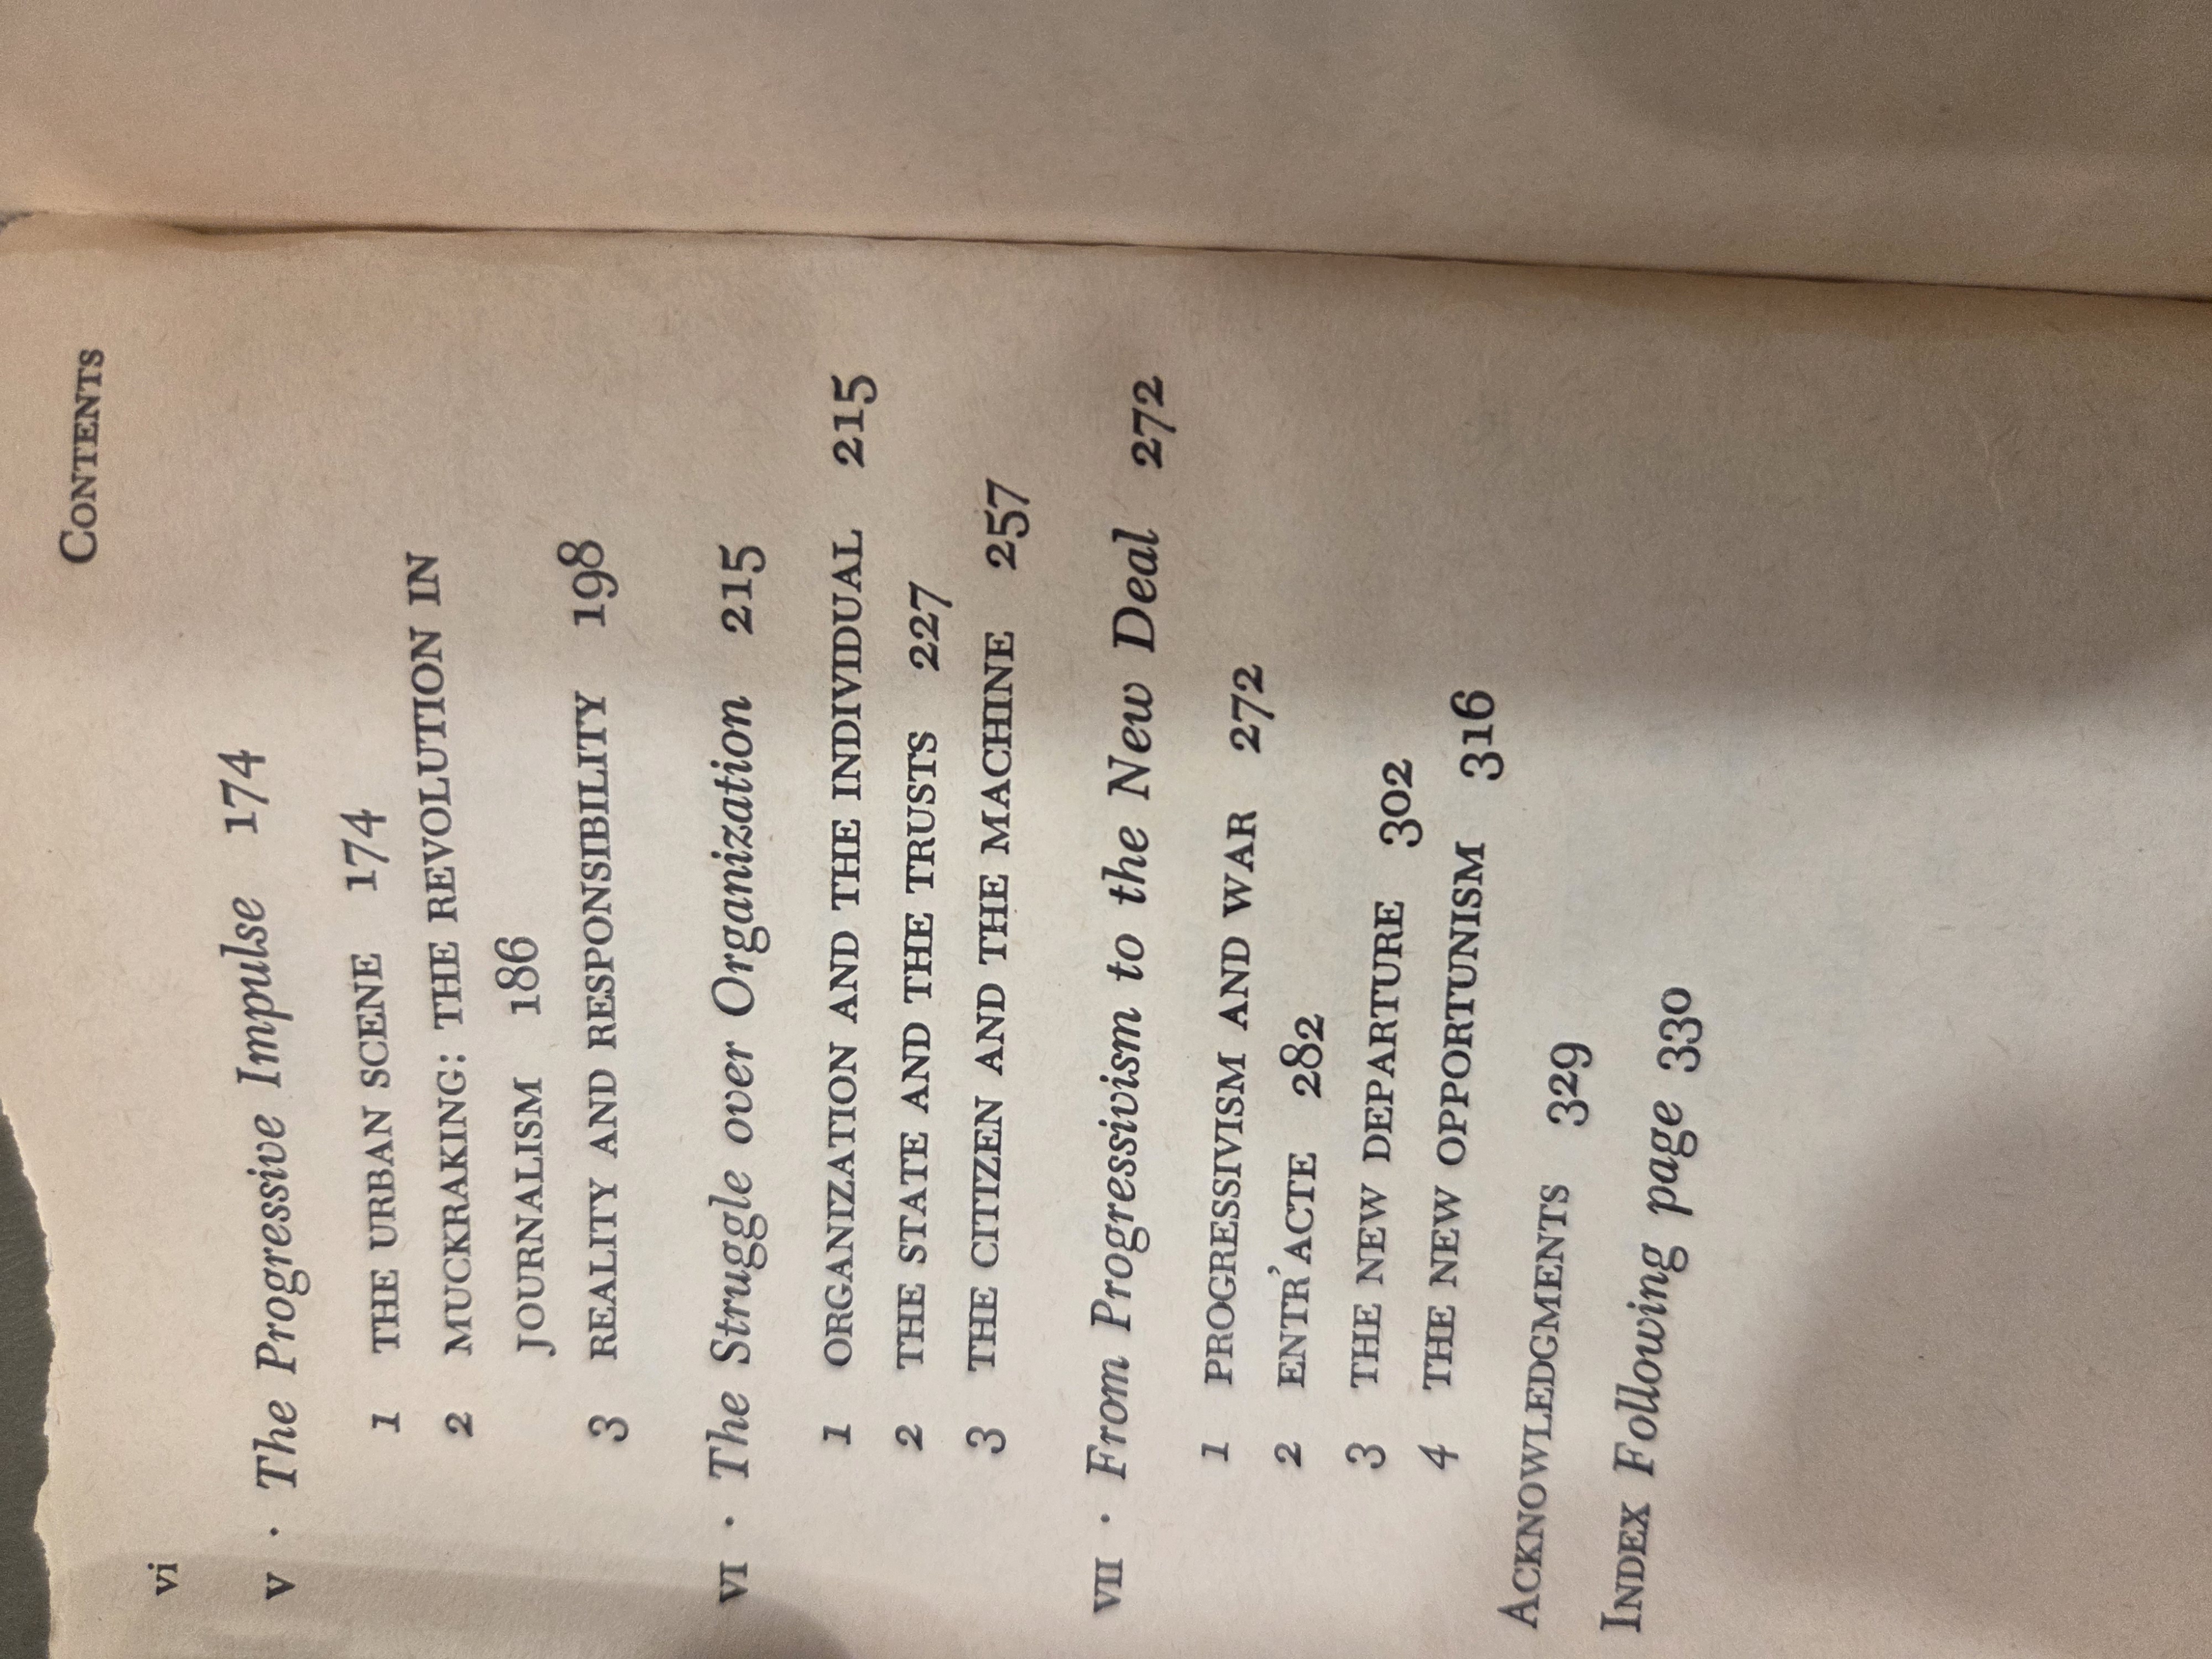 CONTENTS
vi
V · The Progressive Impulse 174
1 THE URBAN SCENE 174
2 MUCKRAKING: THE REVOLUTION IN
JOURNALISM 186
3 REALITY AND RESPONSIBILITY 198
VI · The Struggle over Organization 215
1 ORGANIZATION AND THE INDIVIDUAL 215
2 THE STATE AND THE TRUSTS 227
3 THE CITIZEN AND THE MACHINE 257
VII · From Progressivism to the New Deal 272
1 PROGRESSIVISM AND WAR 272
2 ENTR'ACTE 282
3 THE NEW DEPARTURE 302
4 THE NEW OPPORTUNISM 316
ACKNOWLEDGMENTS 329
INDEX Following page 330